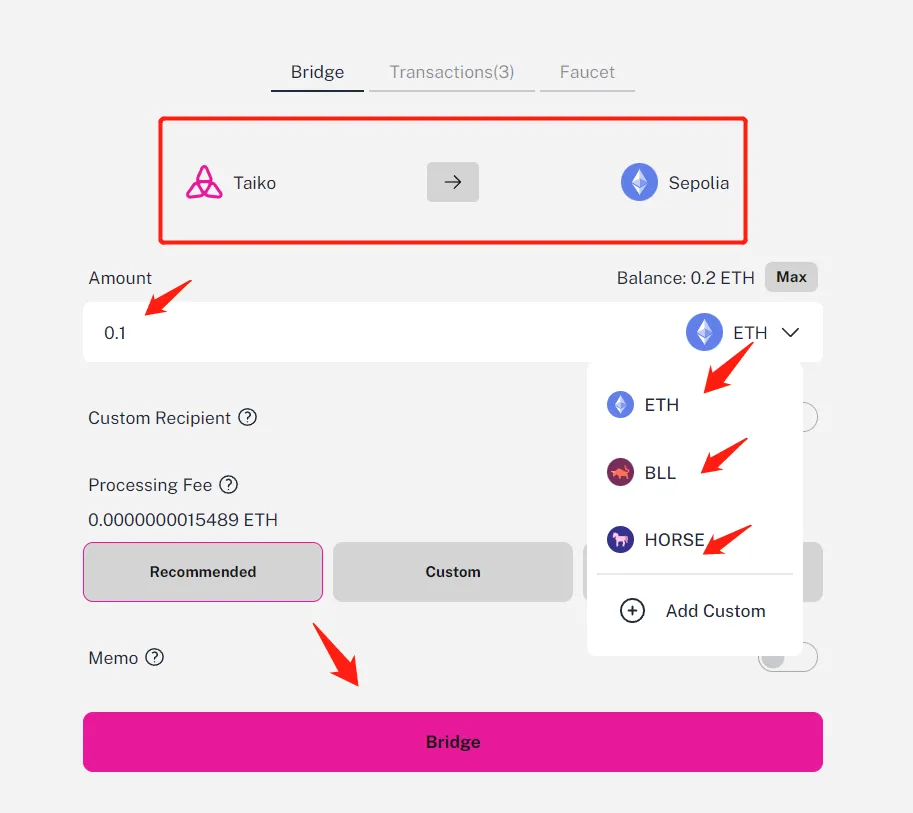 Bridge Transactions(3) Faucet
Taiko Sepolia
Amount Balance: 0.2 ETH Max
0.1 ETH
ETH
Custom Recipient
BLL
Processing Fee
0.0000000015489 ETH
HORSE
Recommended Custom
Add Custom
Memo
Bridge